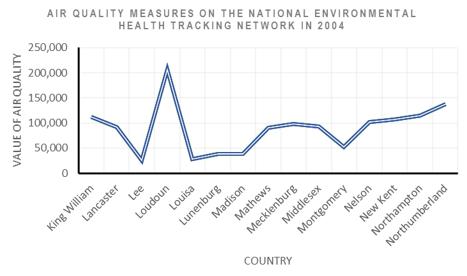 AIR QUALITY MEASURES ON THE NATIONAL ENVIRONMENTAL
HEALTH TRACKING NETWORK IN 2004
VALUE OF AIR QUALITY
250,000
200,000
150,000
100,000
50,000
0
King William
Lancaster
Lee
Loudoun
Louisa
Lunenburg
Madison
Mathews
Mecklenburg
Middlesex
Montgomery
Nelson
New Kent
Northampton
Northumberland
COUNTRY